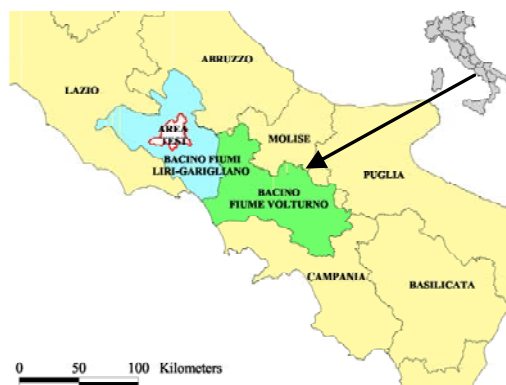 ABRUZZO
LAZIO
AREA
TEST
MOLISE
BACINO FIUMI
LIRI-GARIGLIANO
PUGLIA
BACINO
FIUME VOLTURNO
CAMPANIA
BASILICATA
0 50 100 Kilometers